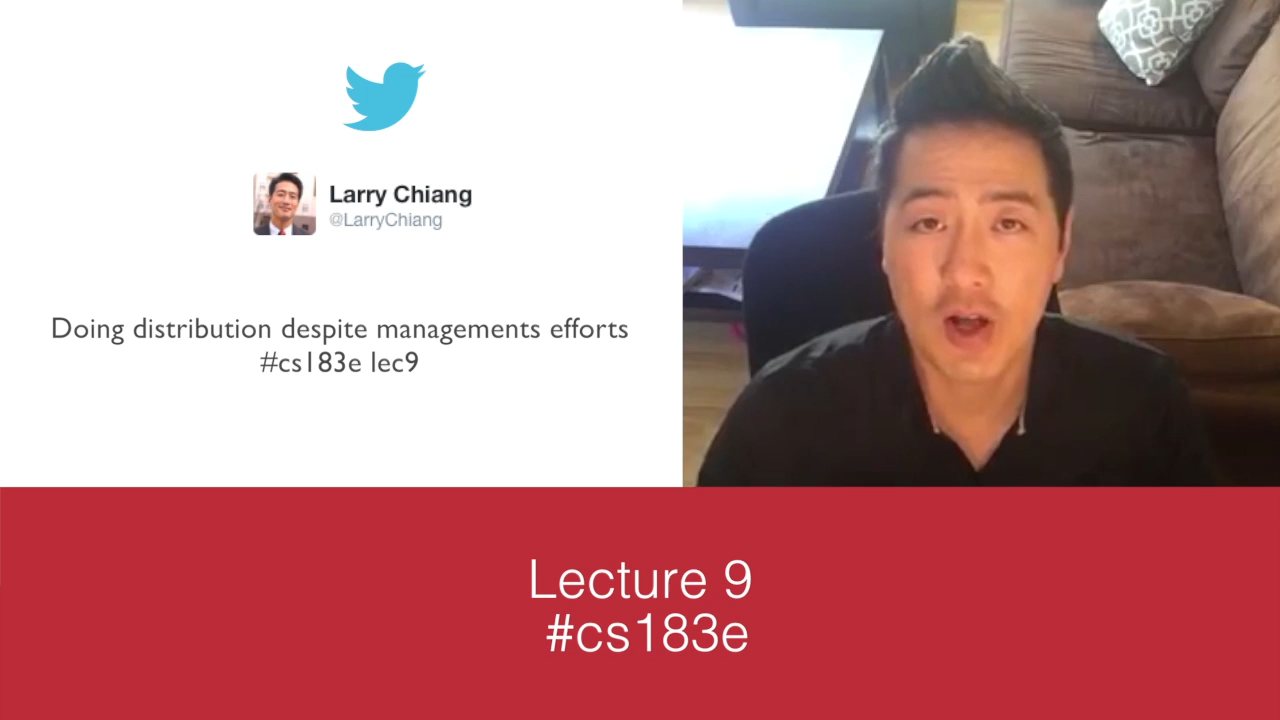 Larry Chiang
@LarryChiang
Doing distribution despite managements efforts
#cs183e lec9
Lecture 9
#cs183e